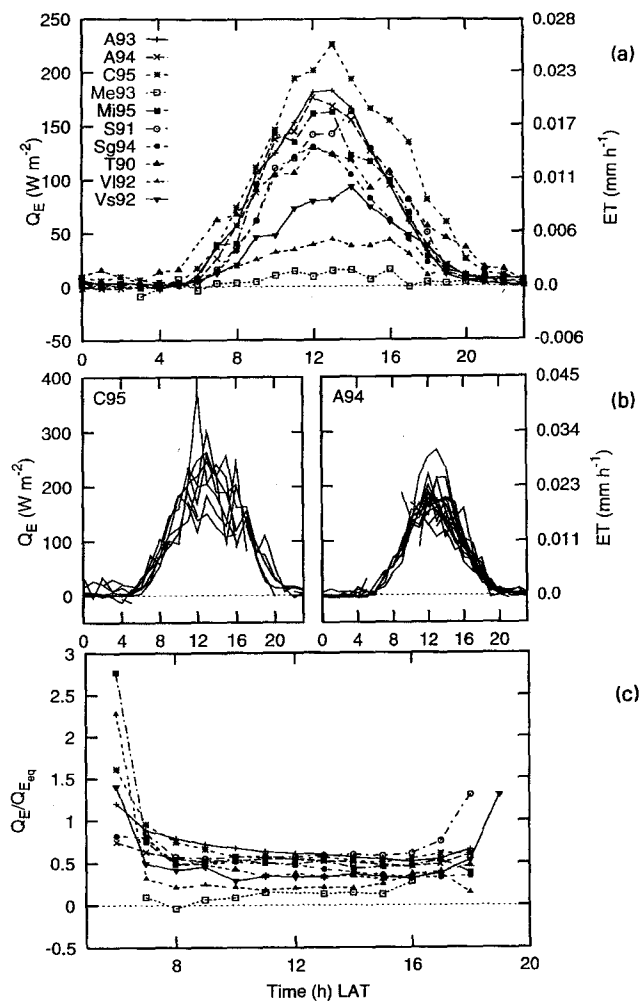 (a)
250
200
150
100
50
0
-50
Q_E (W m⁻²)
A93
A94
C95
Me93
Mi95
S91
Sg94
T90
Vl92
Vs92
0.028
0.023
0.017
0.011
0.006
0.0
-0.006
ET (mm h⁻¹)
0 4 8 12 16 20
(b)
400
300
200
100
0
Q_E (W m⁻²)
C95
A94
0.045
0.034
0.023
0.011
0.0
ET (mm h⁻¹)
0 4 8 12 16 20
0 4 8 12 16 20
(c)
3
2.5
2
1.5
1
0.5
0
-0.5
Q_E/Q_Eeq
8 12 16 20
Time (h) LAT